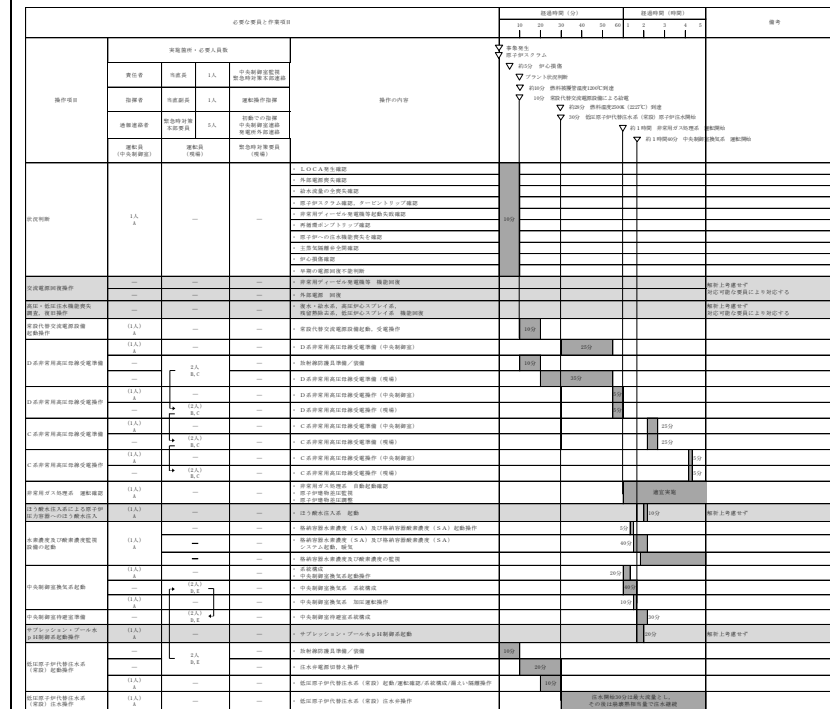 必要な要員と作業項目
経過時間（分）
経過時間（時間）
備考
10 20 30 40 50 60 1 2 3 4 5
操作項目
実施箇所・必要人員数
操作の内容
責任者 当直長 1人 中央制御室監視
緊急時対策本部連絡
指揮者 当直副長 1人 運転操作指揮
通報連絡者 緊急時対策
本部要員 5人 初動での指揮
中央制御室連絡
発電所外部連絡
運転員
（中央制御室） 運転員
（現場） 緊急時対策要員
（現場）
事象発生
原子炉スクラム
約5分 炉心損傷
プラント状況判断
約10分 燃料被覆管温度1200℃到達
10分 常設代替交流電源設備による給電
約28分 燃料温度2500K（2227℃）到達
30分 低圧原子炉代替注水系（常設）原子炉注水開始
約1時間 非常用ガス処理系 運転開始
約1時間40分 中央制御室換気系 運転開始
状況判断
1人
A
― ―
・ LOCA発生確認
・ 外部電源喪失確認
・ 給水流量の全喪失確認
・ 原子炉スクラム確認、タービントリップ確認
・ 非常用ディーゼル発電機等起動失敗確認
・ 再循環ポンプトリップ確認
・ 原子炉への注水機能喪失を確認
・ 主蒸気隔離弁全閉確認
・ 炉心損傷確認
・ 早期の電源回復不能判断
10分
交流電源回復操作
― ― ― ・ 非常用ディーゼル発電機等 機能回復
― ― ― ・ 外部電源 回復
解析上考慮せず
対応可能な要員により対応する
高圧・低圧注水機能喪失
調査、復旧操作
― ― ― ・ 復水・給水系、高圧炉心スプレイ系、
残留熱除去系、低圧炉心スプレイ系 機能回復
解析上考慮せず
対応可能な要員により対応する
常設代替交流電源設備
起動操作
（1人）
A
― ― ・ 常設代替交流電源設備起動、受電操作
10分
D系非常用高圧母線受電準備
（1人）
A
― ― ・ D系非常用高圧母線受電準備（中央制御室）
25分
― 2人
B,C
― ・ 放射線防護具準備／装備
10分
― ・ D系非常用高圧母線受電準備（現場）
35分
D系非常用高圧母線受電操作
（1人）
A
― ― ・ D系非常用高圧母線受電操作（中央制御室）
5分
― （2人）
B,C
― ・ D系非常用高圧母線受電操作（現場）
5分
C系非常用高圧母線受電準備
（1人）
A
― ― ・ C系非常用高圧母線受電準備（中央制御室）
25分
― （2人）
B,C
― ・ C系非常用高圧母線受電準備（現場）
25分
C系非常用高圧母線受電操作
（1人）
A
― ― ・ C系非常用高圧母線受電操作（中央制御室）
5分
― （2人）
B,C
― ・ C系非常用高圧母線受電操作（現場）
5分
非常用ガス処理系 運転確認
（1人）
A
― ― ・ 非常用ガス処理系 自動起動確認
・ 原子炉建物差圧監視
・ 原子炉建物差圧調整
適宜実施
ほう酸水注入系による原子炉
圧力容器へのほう酸水注入
（1人）
A
― ― ・ ほう酸水注入系 起動
10分
解析上考慮せず
水素濃度及び酸素濃度監視
設備の起動
（1人）
A
― ― ・ 格納容器水素濃度（SA）及び格納容器酸素濃度（SA）起動操作
5分
― ― ・ 格納容器水素濃度（SA）及び格納容器酸素濃度（SA）
システム起動、暖気
40分
― ― ・ 格納容器水素濃度及び酸素濃度の監視
中央制御室換気系起動
（1人）
A
― ― ・ 系統構成
・ 中央制御室換気系起動操作
20分
― （2人）
D,E
― ・ 中央制御室換気系 系統構成
40分
（1人）
A
― ― ・ 中央制御室換気系 加圧運転操作
10分
中央制御室待避室準備
― （2人）
D,E
― ・ 中央制御室待避室系統構成
30分
サプレッション・プール水
pH制御系起動操作
（1人）
A
― ― ・ サプレッション・プール水pH制御系起動
20分
解析上考慮せず
低圧原子炉代替注水系
（常設）起動操作
― 2人
D,E
― ・ 放射線防護具準備／装備
10分
― ― ・ 注水弁電源切替え操作
20分
（1人）
A
― ― ・ 低圧原子炉代替注水系（常設）起動/運転確認/系統構成/漏えい隔離操作
10分
低圧原子炉代替注水系
（常設）注水操作
（1人）
A
― ― ・ 低圧原子炉代替注水系（常設）注水弁操作
注水開始30分は最大流量とし、
その後は崩壊熱相当量で注水継続